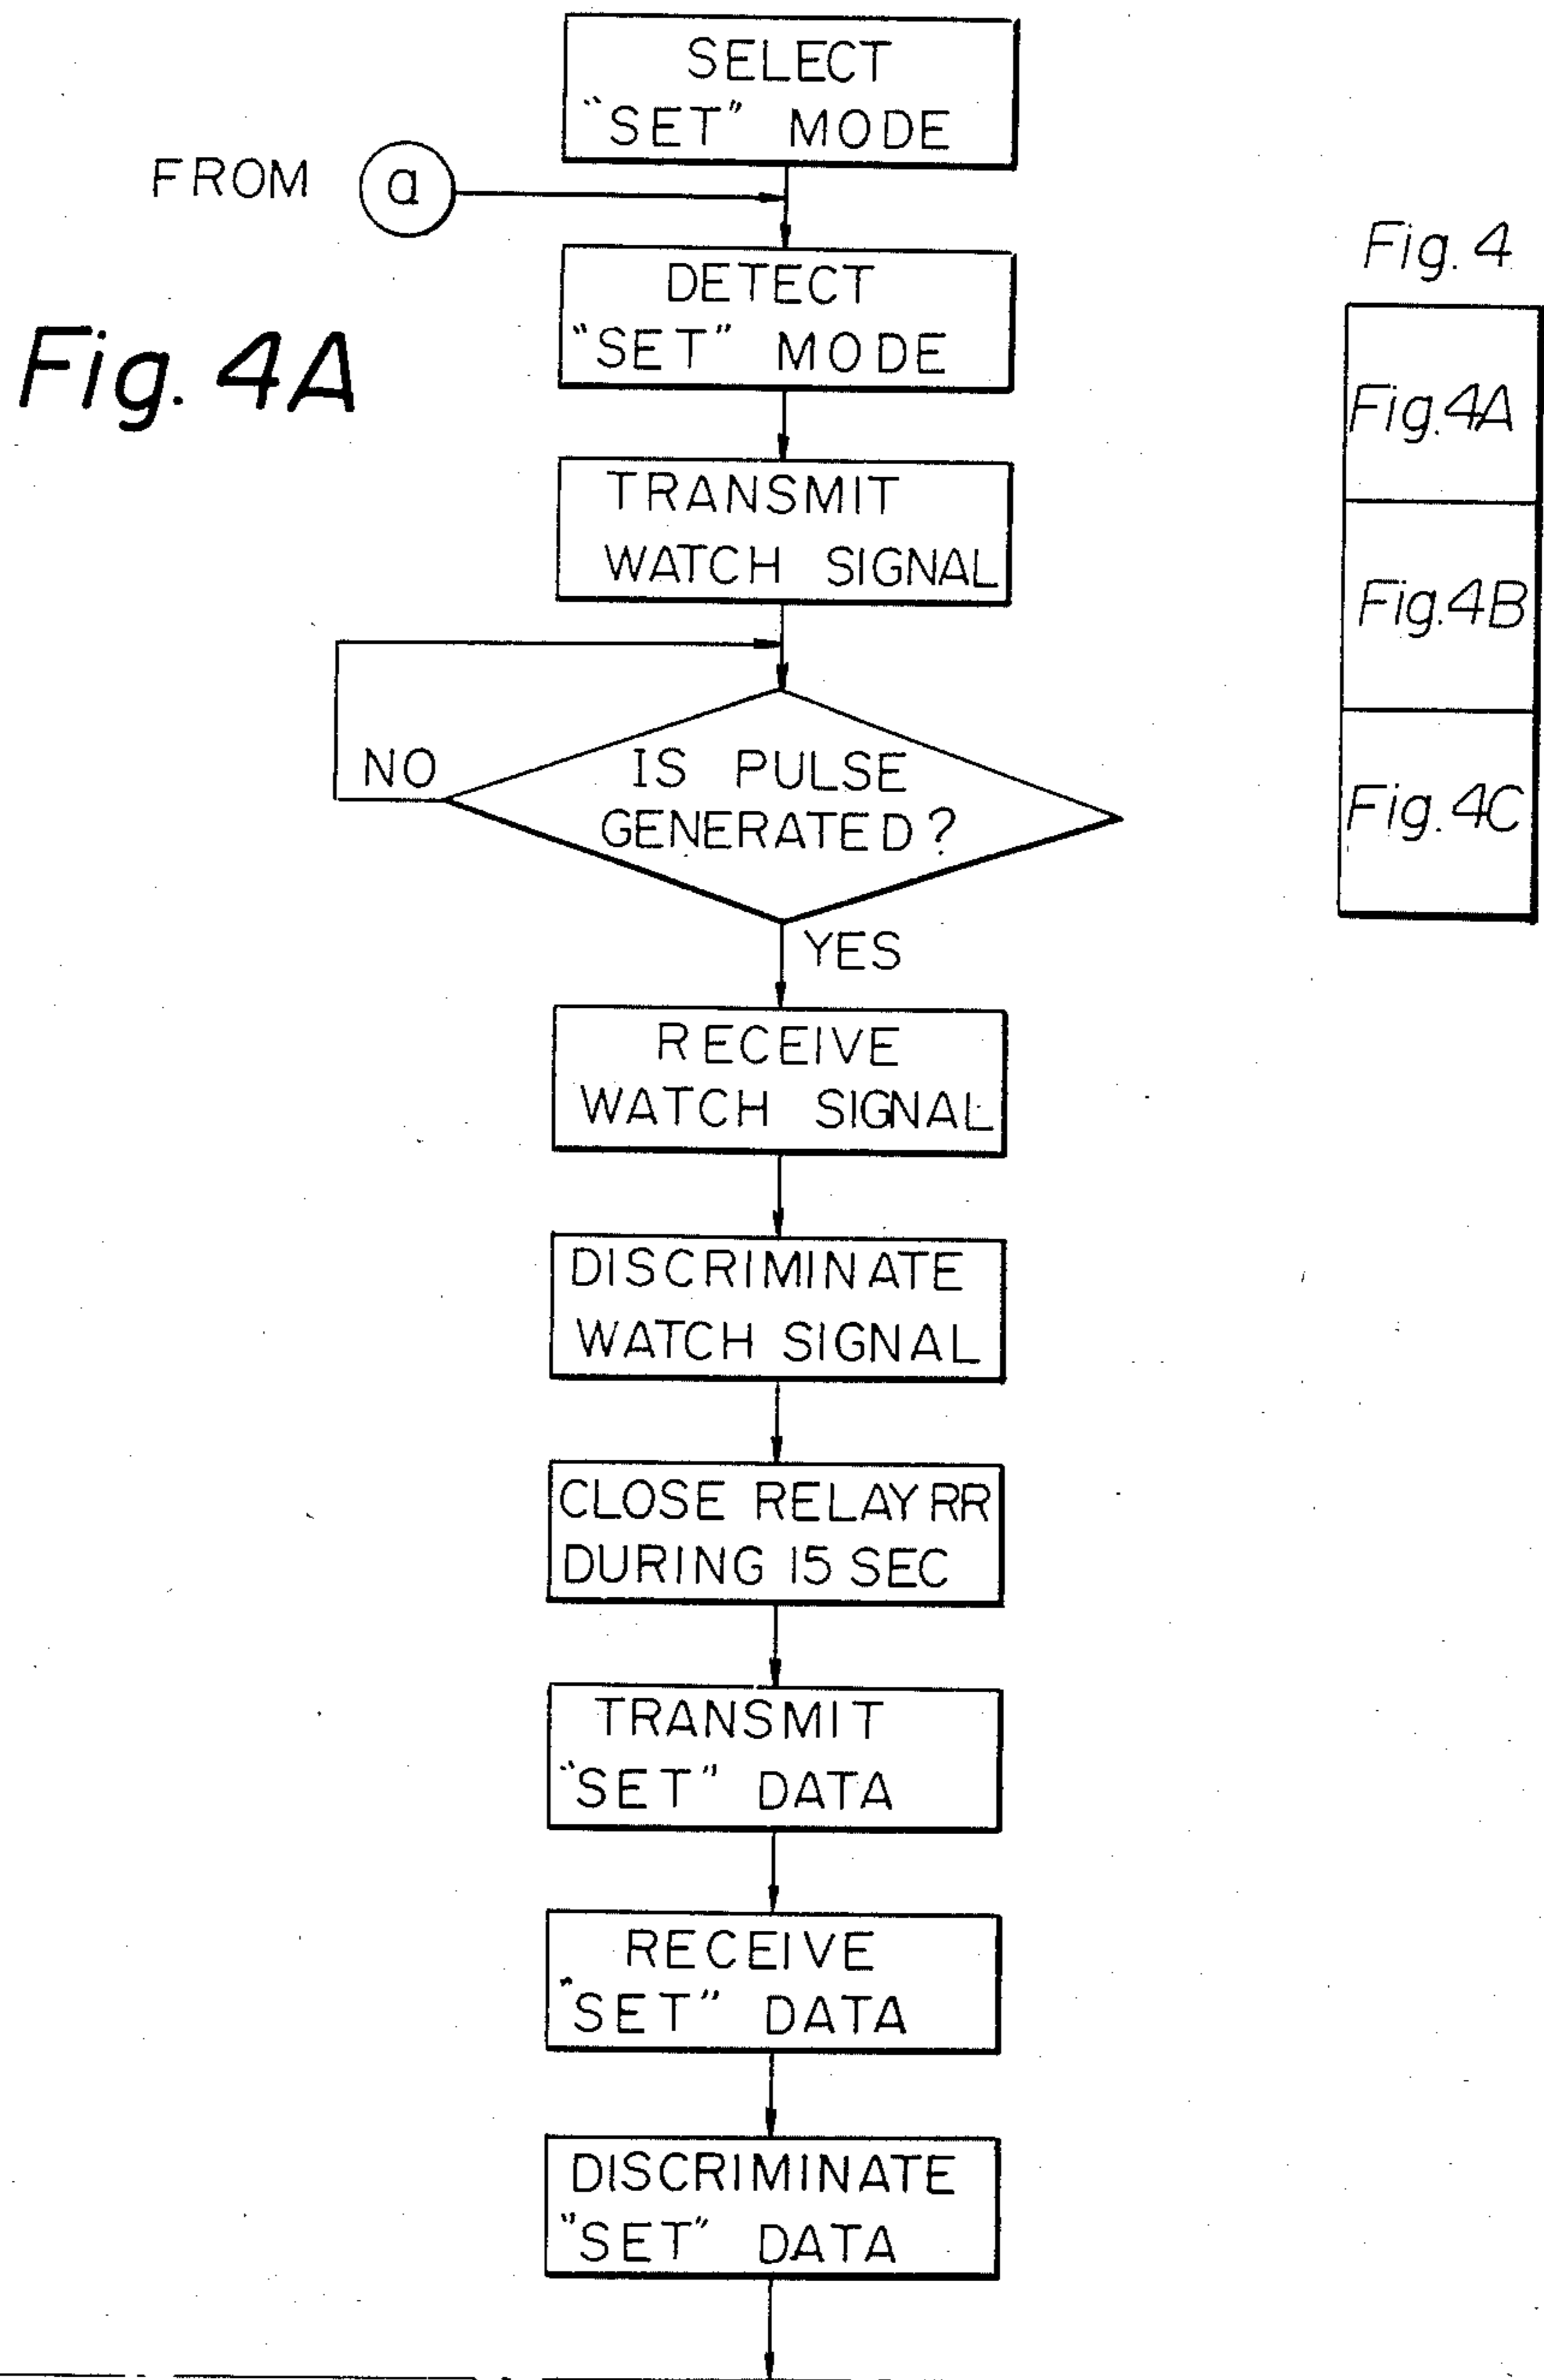 SELECT
"SET" MODE
FROM a
DETECT
"SET" MODE
Fig. 4A
TRANSMIT
WATCH SIGNAL
NO
IS PULSE
GENERATED?
YES
RECEIVE
WATCH SIGNAL
DISCRIMINATE
WATCH SIGNAL
CLOSE RELAY RR
DURING 15 SEC
TRANSMIT
"SET" DATA
RECEIVE
"SET" DATA
DISCRIMINATE
"SET" DATA
Fig. 4
Fig. 4A
Fig. 4B
Fig. 4C